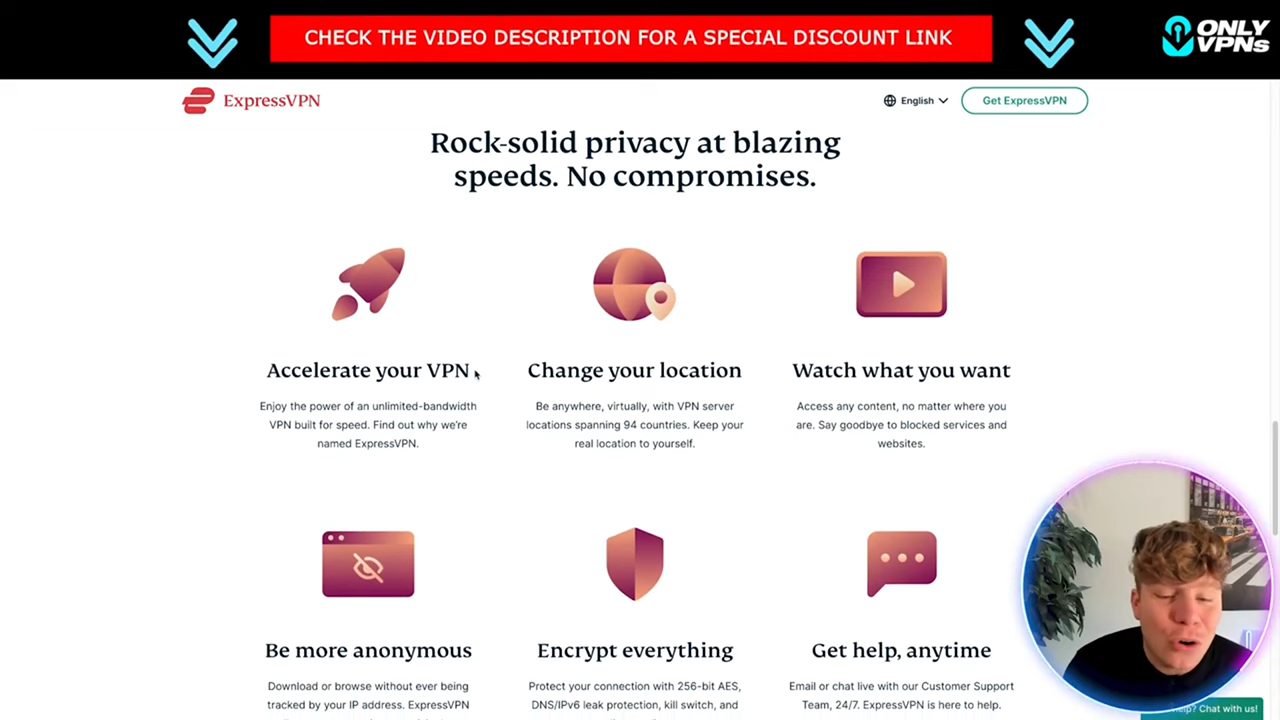 CHECK THE VIDEO DESCRIPTION FOR A SPECIAL DISCOUNT LINK
ONLY
VPNs
ExpressVPN
English
Get ExpressVPN
Rock-solid privacy at blazing
speeds. No compromises.
Accelerate your VPN
Enjoy the power of an unlimited-bandwidth
VPN built for speed. Find out why we're
named ExpressVPN.
Change your location
Be anywhere, virtually, with VPN server
locations spanning 94 countries. Keep your
real location to yourself.
Watch what you want
Access any content, no matter where you
are. Say goodbye to blocked services and
websites.
Be more anonymous
Download or browse without ever being
tracked by your IP address. ExpressVPN
Encrypt everything
Protect your connection with 256-bit AES,
DNS/IPv6 leak protection, kill switch, and
Get help, anytime
Email or chat live with our Customer Support
Team, 24/7. ExpressVPN is here to help.
help? Chat with us!